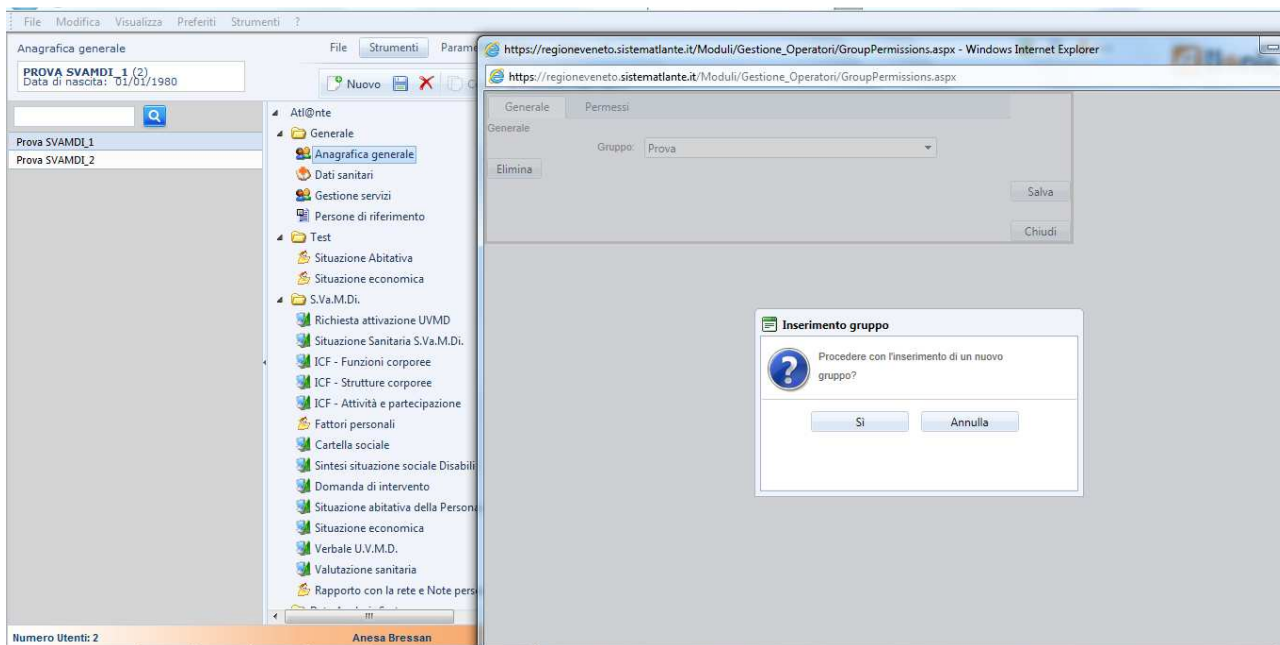 File Modifica Visualizza Preferiti Strumenti ?
Anagrafica generale
PROVA SVAMDI_1 (2)
Data di nascita: 01/01/1980
Prova SVAMDI_1
Prova SVAMDI_2
Numero Utenti: 2
File Strumenti Parame
Nuovo
Atl@nte
Generale
Anagrafica generale
Dati sanitari
Gestione servizi
Persone di riferimento
Test
Situazione Abitativa
Situazione economica
S.Va.M.Di.
Richiesta attivazione UVMD
Situazione Sanitaria S.Va.M.Di.
ICF - Funzioni corporee
ICF - Strutture corporee
ICF - Attività e partecipazione
Fattori personali
Cartella sociale
Sintesi situazione sociale Disabili
Domanda di intervento
Situazione abitativa della Persona
Situazione economica
Verbale U.V.M.D.
Valutazione sanitaria
Rapporto con la rete e Note pers
Anesa Bressan
https://regioneveneto.sistematlante.it/Moduli/Gestione_Operatori/GroupPermissions.aspx - Windows Internet Explorer
https://regioneveneto.sistematlante.it/Moduli/Gestione_Operatori/GroupPermissions.aspx
Generale Permessi
Generale
Gruppo: Prova
Elimina
Salva
Chiudi
Inserimento gruppo
Procedere con l'inserimento di un nuovo
gruppo?
Sì Annulla